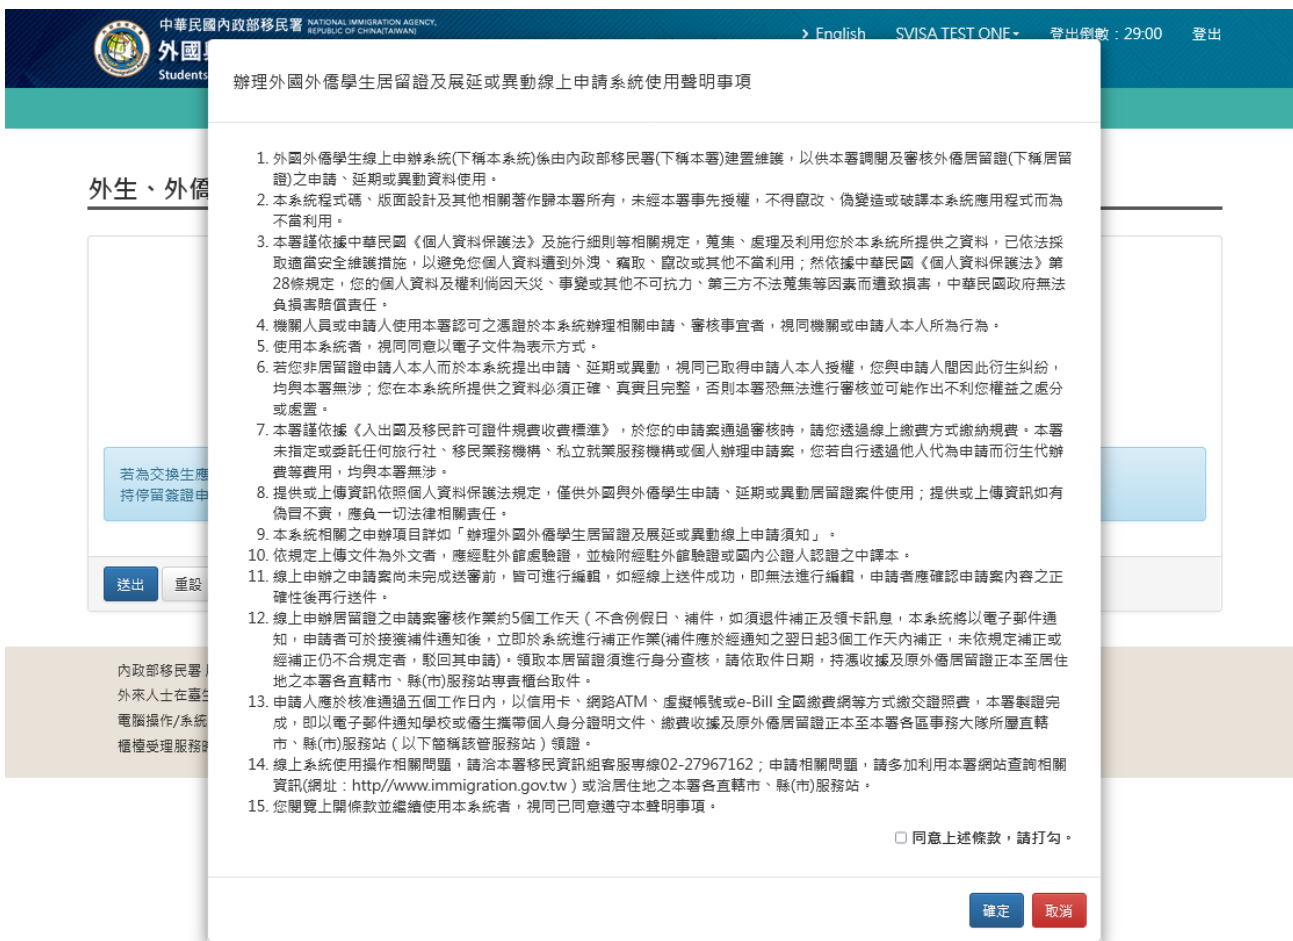 中華民國內政部移民署 NATIONAL IMMIGRATION AGENCY, REPUBLIC OF CHINA(TAIWAN)
外國
Students
English SVISA TEST ONE 登出倒數：29:00 登出
辦理外國外僑學生居留證及展延或異動線上申請系統使用聲明事項
外生、外僑
1. 外國外僑學生線上申辦系統(下稱本系統)係由內政部移民署(下稱本署)建置維護，以供本署調閱及審核外僑居留證(下稱居留
證)之申請、延期或異動資料使用。
2. 本系統程式碼、版面設計及其他相關著作歸本署所有，未經本署事先授權，不得竄改、偽變造或破譯本系統應用程式而為
不當利用。
3. 本署謹依據中華民國《個人資料保護法》及施行細則等相關規定，蒐集、處理及利用您於本系統所提供之資料，已依法採
取適當安全維護措施，以避免您個人資料遭到外洩、竊取、竄改或其他不當利用；然依據中華民國《個人資料保護法》第
28條規定，您的個人資料及權利倘因天災、事變或其他不可抗力、第三方不法蒐集等因素而遭致損害，中華民國政府無法
負損害賠償責任。
4. 機關人員或申請人使用本署認可之憑證於本系統辦理相關申請、審核事宜者，視同機關或申請人本人所為行為。
5. 使用本系統者，視同同意以電子文件為表示方式。
6. 若您非居留證申請人本人而於本系統提出申請、延期或異動，視同已取得申請人本人授權，您與申請人間因此衍生糾紛，
均與本署無涉；您在本系統所提供之資料必須正確、真實且完整，否則本署恐無法進行審核並可能作出不利您權益之處分
或處置。
7. 本署謹依據《入出國及移民許可證件規費收費標準》，於您的申請案通過審核時，請您透過線上繳費方式繳納規費。本署
未指定或委託任何旅行社、移民業務機構、私立就業服務機構或個人辦理申請案，您若自行透過他人代為申請而衍生代辦
費等費用，均與本署無涉。
8. 提供或上傳資訊依照個人資料保護法規定，僅供外國與外僑學生申請、延期或異動居留證案件使用；提供或上傳資訊如有
偽冒不實，應負一切法律相關責任。
9. 本系統相關之申辦項目詳如「辦理外國外僑學生居留證及展延或異動線上申請須知」。
10. 依規定上傳文件為外文者，應經駐外館處驗證，並檢附經駐外館驗證或國內公證人認證之中譯本。
11. 線上申辦之申請案尚未完成送審前，皆可進行編輯，如經線上送件成功，即無法進行編輯，申請者應確認申請案內容之正
確性後再行送件。
12. 線上申辦居留證之申請案審核作業約5個工作天（不含例假日、補件，如須退件補正及領卡訊息，本系統將以電子郵件通
知，申請者可於接獲補件通知後，立即於系統進行補正作業(補件應於經通知之翌日起3個工作天內補正，未依規定補正或
經補正仍不合規定者，駁回其申請)。領取本居留證須進行身分查核，請依取件日期，持憑收據及原外僑居留證正本至居住
地之本署各直轄市、縣(市)服務站專責櫃台取件。
13. 申請人應於核准通過五個工作日內，以信用卡、網路ATM、虛擬帳號或e-Bill 全國繳費網等方式繳交證照費，本署製證完
成，即以電子郵件通知學校或僑生攜帶個人身分證明文件、繳費收據及原外僑居留證正本至本署各區事務大隊所屬直轄
市、縣(市)服務站（以下簡稱該管服務站）領證。
14. 線上系統使用操作相關問題，請洽本署移民資訊組客服專線02-27967162；申請相關問題，請多加利用本署網站查詢相關
資訊(網址：http//www.immigration.gov.tw）或洽居住地之本署各直轄市、縣(市)服務站。
15. 您閱覽上開條款並繼續使用本系統者，視同已同意遵守本聲明事項。
同意上述條款，請打勾。
確定 取消
若為交換生應
持停留簽證申
送出 重設
內政部移民署
外來人士在臺生
電腦操作/系統
櫃檯受理服務時